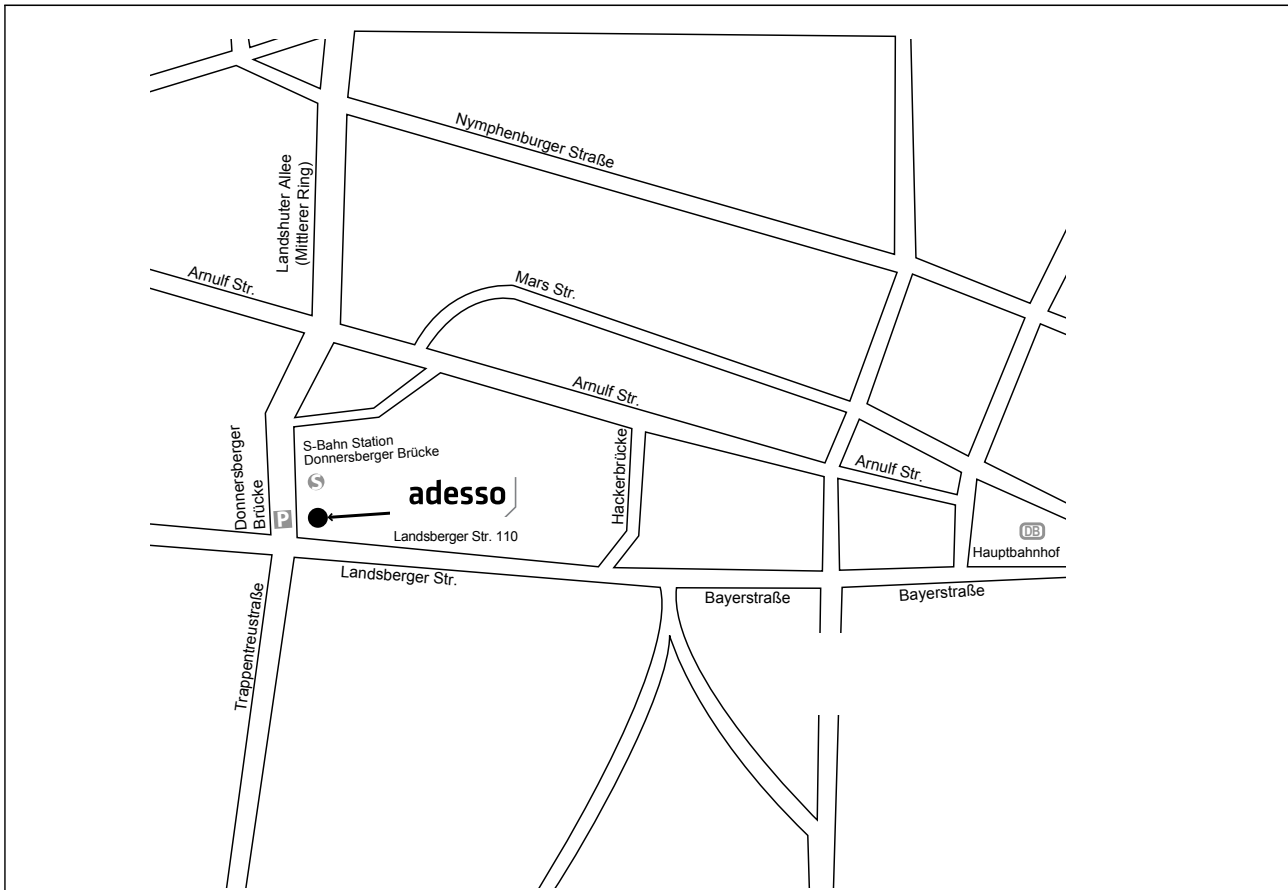 Nymphenburger Straße
Landshuter Allee
(Mittlerer Ring)
Arnulf Str.
Mars Str.
Arnulf Str.
S-Bahn Station
Donnersberger Brücke
S
Donnersberger
Brücke
P
adesso
Landsberger Str. 110
Hackerbrücke
Arnulf Str.
DB
Hauptbahnhof
Landsberger Str.
Bayerstraße
Bayerstraße
Trappentreustraße